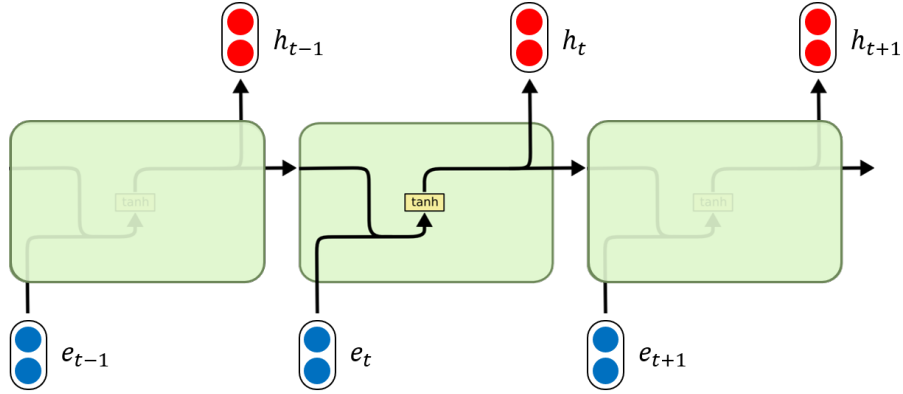 h_{t-1} h_t h_{t+1}
tanh tanh tanh
e_{t-1} e_t e_{t+1}